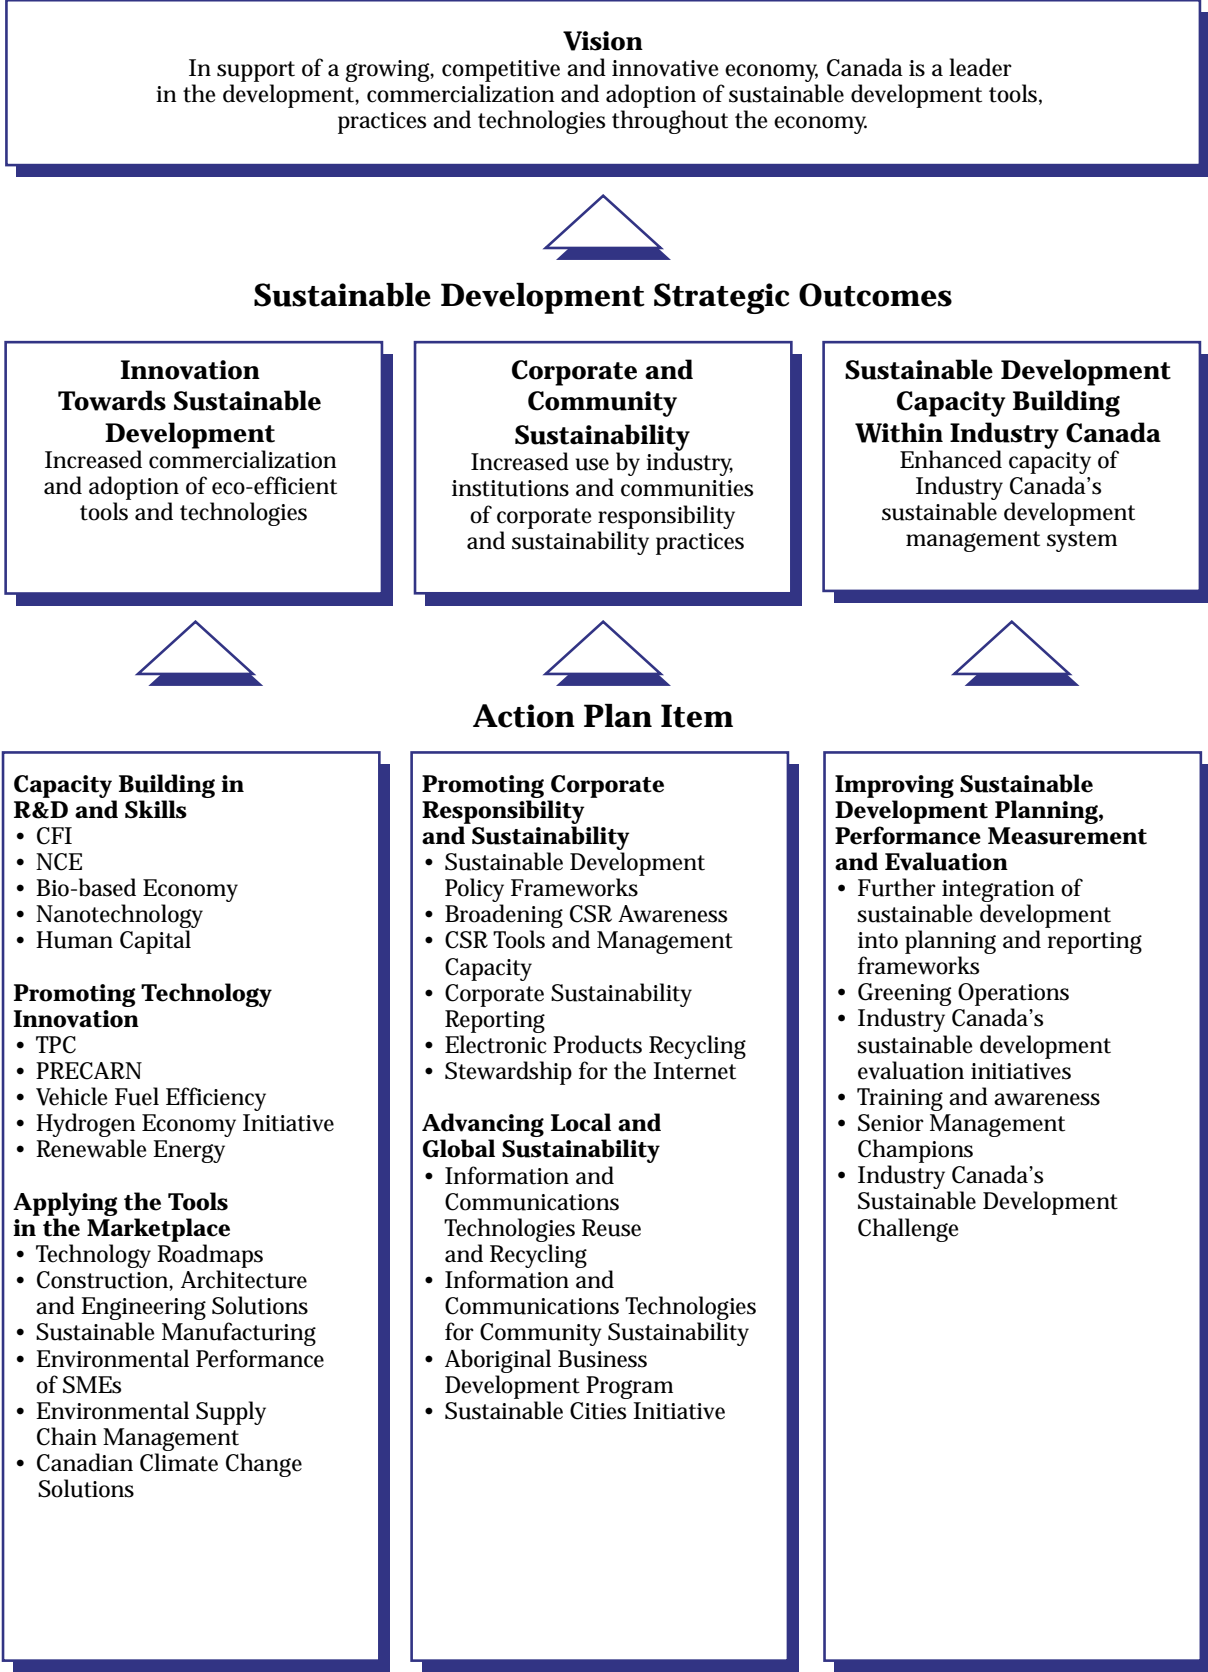 Vision
In support of a growing, competitive and innovative economy, Canada is a leader
in the development, commercialization and adoption of sustainable development tools,
practices and technologies throughout the economy.
Sustainable Development Strategic Outcomes
Innovation
Towards Sustainable
Development
Increased commercialization
and adoption of eco-efficient
tools and technologies
Corporate and
Community
Sustainability
Increased use by industry,
institutions and communities
of corporate responsibility
and sustainability practices
Sustainable Development
Capacity Building
Within Industry Canada
Enhanced capacity of
Industry Canada's
sustainable development
management system
Action Plan Item
Capacity Building in
R&D and Skills
• CFI
• NCE
• Bio-based Economy
• Nanotechnology
• Human Capital
Promoting Technology
Innovation
• TPC
• PRECARN
• Vehicle Fuel Efficiency
• Hydrogen Economy Initiative
• Renewable Energy
Applying the Tools
in the Marketplace
• Technology Roadmaps
• Construction, Architecture
and Engineering Solutions
• Sustainable Manufacturing
• Environmental Performance
of SMEs
• Environmental Supply
Chain Management
• Canadian Climate Change
Solutions
Promoting Corporate
Responsibility
and Sustainability
• Sustainable Development
Policy Frameworks
• Broadening CSR Awareness
• CSR Tools and Management
Capacity
• Corporate Sustainability
Reporting
• Electronic Products Recycling
• Stewardship for the Internet
Advancing Local and
Global Sustainability
• Information and
Communications
Technologies Reuse
and Recycling
• Information and
Communications Technologies
for Community Sustainability
• Aboriginal Business
Development Program
• Sustainable Cities Initiative
Improving Sustainable
Development Planning,
Performance Measurement
and Evaluation
• Further integration of
sustainable development
into planning and reporting
frameworks
• Greening Operations
• Industry Canada's
sustainable development
evaluation initiatives
• Training and awareness
• Senior Management
Champions
• Industry Canada's
Sustainable Development
Challenge